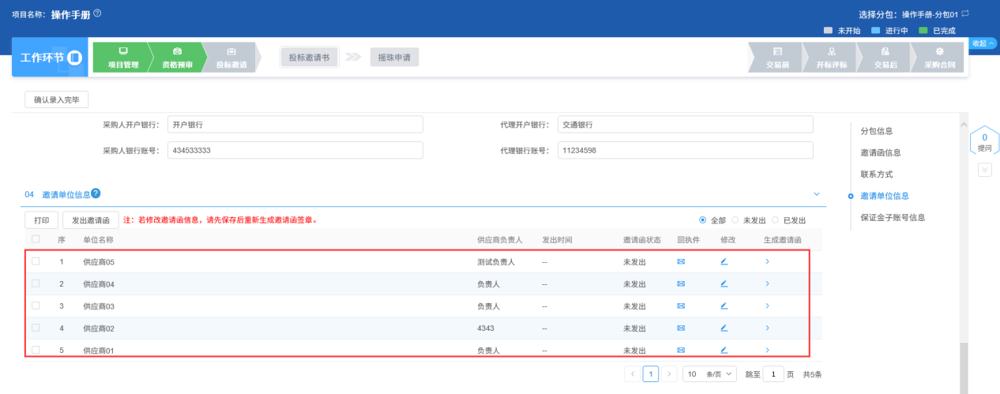 项目名称: 操作手册 选择分包: 操作手册-分包01
未开始 进行中 已完成
收起
工作环节 项目管理 资格预审 投标邀请 投标邀请书 摇珠申请 交易前 开标评标 交易后 采购合同
确认录入完毕
采购人开户银行: 开户银行 代理开户银行: 交通银行
采购人银行账号: 434533333 代理银行账号: 11234598
分包信息
邀请函信息
联系方式
邀请单位信息
保证金子账号信息
0
提问
04 邀请单位信息 ?
打印 发出邀请函 注: 若修改邀请函信息, 请先保存后重新生成邀请函签章。 全部 未发出 已发出
序 单位名称 供应商负责人 发出时间 邀请函状态 回执件 修改 生成邀请函
1 供应商05 测试负责人 -- 未发出
2 供应商04 负责人 -- 未发出
3 供应商03 负责人 -- 未发出
4 供应商02 4343 -- 未发出
5 供应商01 负责人 -- 未发出
1 10 条/页 跳至 1 页 共5条